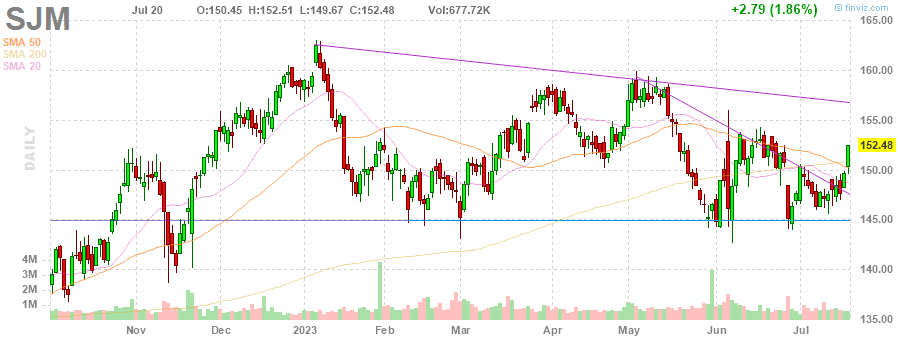 SJM Jul 20 O:150.45 H:152.51 L:149.67 C:152.48 Vol:677.72K +2.79 (1.86%) © finviz.com
SMA 50
SMA 200
SMA 20
DAILY
165.00
160.00
155.00
152.48
150.00
145.00
140.00
135.00
4M
3M
2M
1M
Nov Dec 2023 Feb Mar Apr May Jun Jul